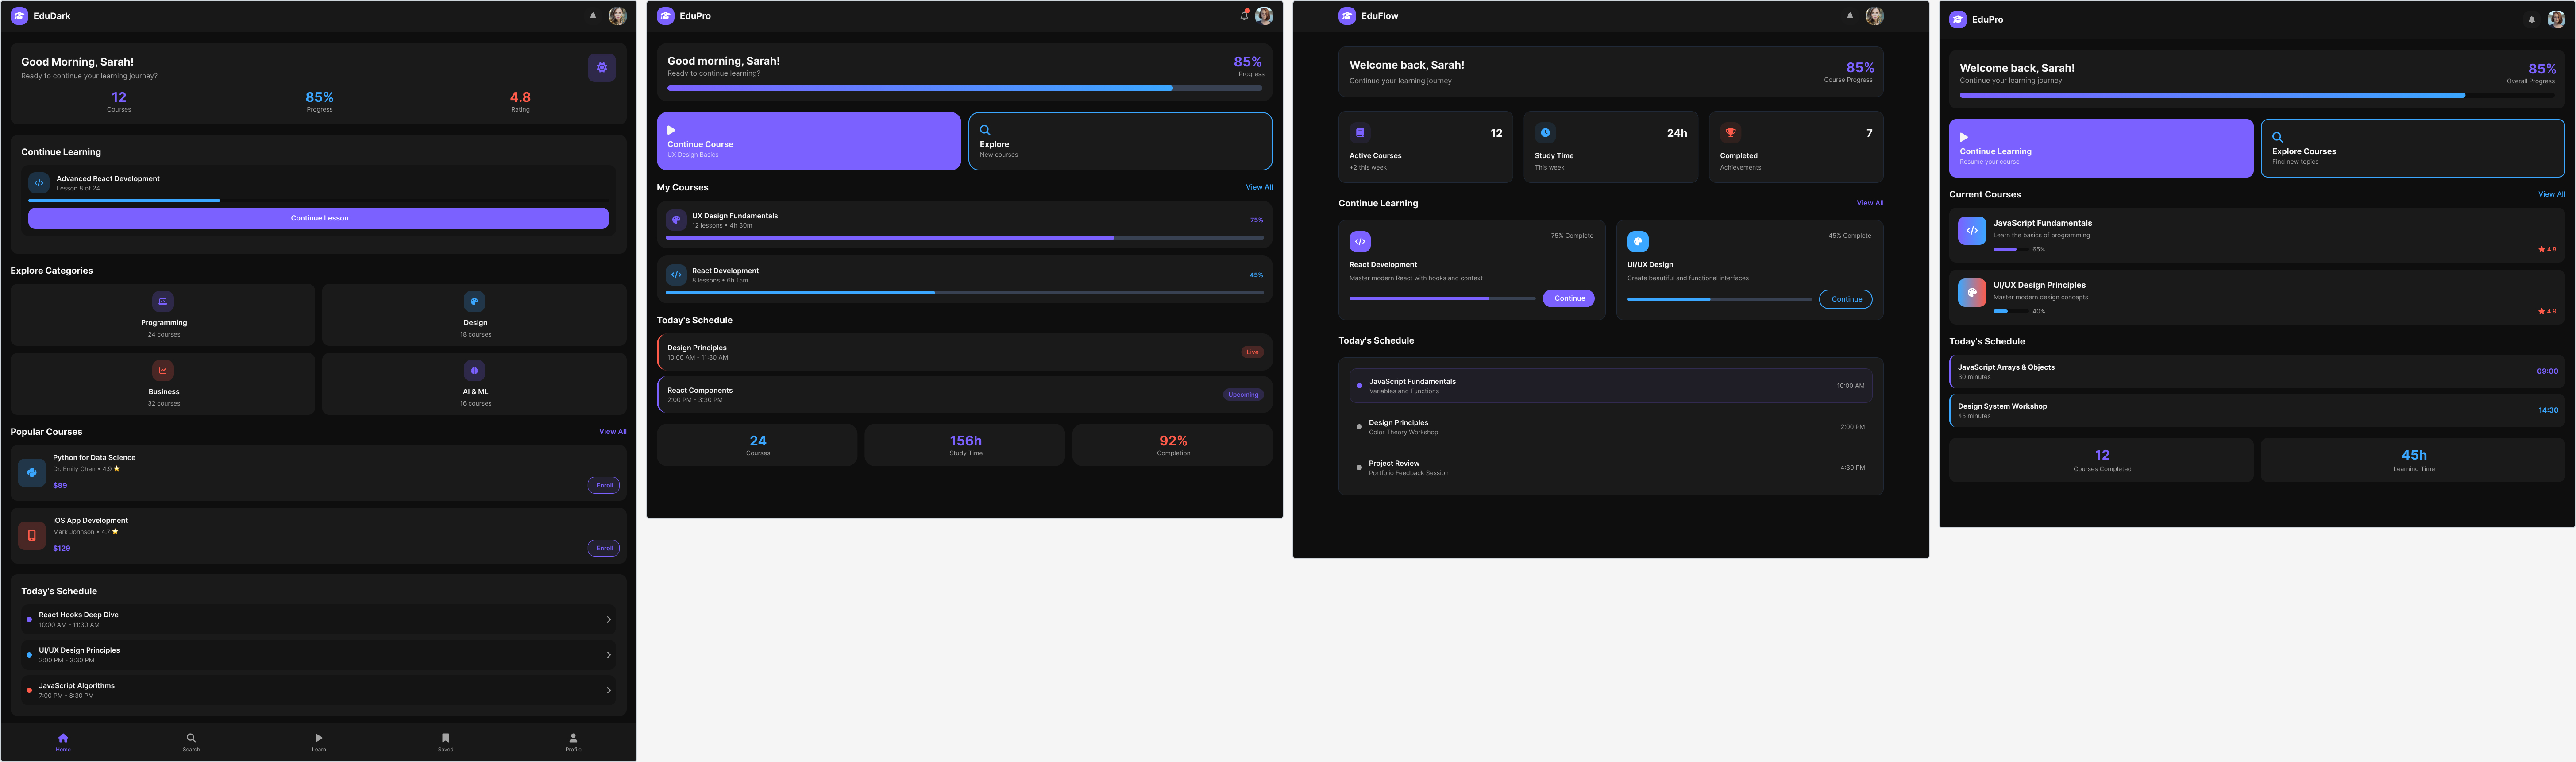 EduDark
Good Morning, Sarah!
Ready to continue your learning journey?
12
Courses
85%
Progress
4.8
Rating
Continue Learning
Advanced React Development
Lesson 8 of 24
Continue Lesson
Explore Categories
Programming
24 courses
Design
18 courses
Business
32 courses
AI & ML
16 courses
Popular Courses
View All
Python for Data Science
Dr. Emily Chen • 4.9 ⭐
$89
Enroll
iOS App Development
Mark Johnson • 4.7 ⭐
$129
Enroll
Today's Schedule
React Hooks Deep Dive
10:00 AM - 11:30 AM
UI/UX Design Principles
2:00 PM - 3:30 PM
JavaScript Algorithms
7:00 PM - 8:30 PM
Home
Search
Learn
Saved
Profile
EduPro
Good morning, Sarah!
Ready to continue learning?
85%
Progress
Continue Course
UX Design Basics
Explore
New courses
My Courses
View All
UX Design Fundamentals
12 lessons • 4h 30m
75%
React Development
8 lessons • 6h 15m
45%
Today's Schedule
Design Principles
10:00 AM - 11:30 AM
Live
React Components
2:00 PM - 3:30 PM
Upcoming
24
Courses
156h
Study Time
92%
Completion
EduFlow
Welcome back, Sarah!
Continue your learning journey
85%
Course Progress
12
Active Courses
+2 this week
24h
Study Time
This week
7
Completed
Achievements
Continue Learning
View All
75% Complete
React Development
Master modern React with hooks and context
Continue
45% Complete
UI/UX Design
Create beautiful and functional interfaces
Continue
Today's Schedule
JavaScript Fundamentals
Variables and Functions
10:00 AM
Design Principles
Color Theory Workshop
2:00 PM
Project Review
Portfolio Feedback Session
4:30 PM
EduPro
Welcome back, Sarah!
Continue your learning journey
85%
Overall Progress
Continue Learning
Resume your course
Explore Courses
Find new topics
Current Courses
View All
JavaScript Fundamentals
Learn the basics of programming
65%
4.8
UI/UX Design Principles
Master modern design concepts
40%
4.9
Today's Schedule
JavaScript Arrays & Objects
30 minutes
09:00
Design System Workshop
45 minutes
14:30
12
Courses Completed
45h
Learning Time